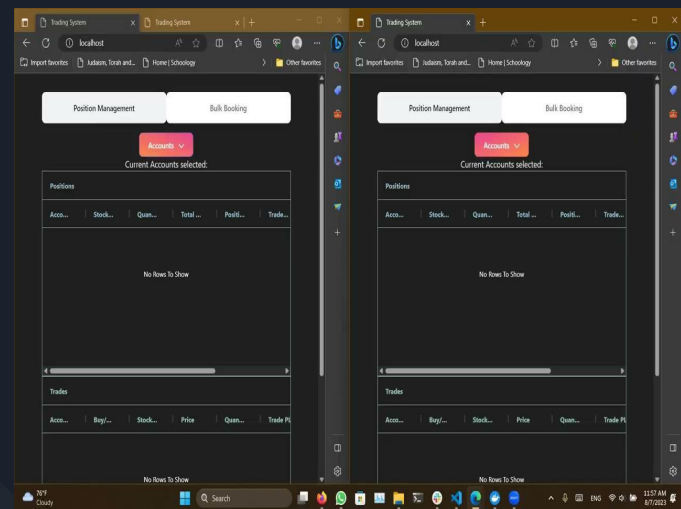 Trading System
Trading System
localhost
Import favorites
Judaism, Torah and...
Home | Schoology
Other favorites
Position Management
Bulk Booking
Accounts
Current Accounts selected:
Positions
Acco...
Stock...
Quan...
Total ...
Positi...
Trade...
No Rows To Show
Trades
Acco...
Buy/...
Stock...
Price
Quan...
Trade PL
No Rows To Show
Trading System
localhost
Import favorites
Judaism, Torah and...
Home | Schoology
Other favorites
Position Management
Bulk Booking
Accounts
Current Accounts selected:
Positions
Acco...
Stock...
Quan...
Total ...
Positi...
Trade...
No Rows To Show
Trades
Acco...
Buy/...
Stock...
Price
Quan...
Trade PL
No Rows To Show
76°F
Cloudy
Search
ENG
11:57 AM
8/7/2023